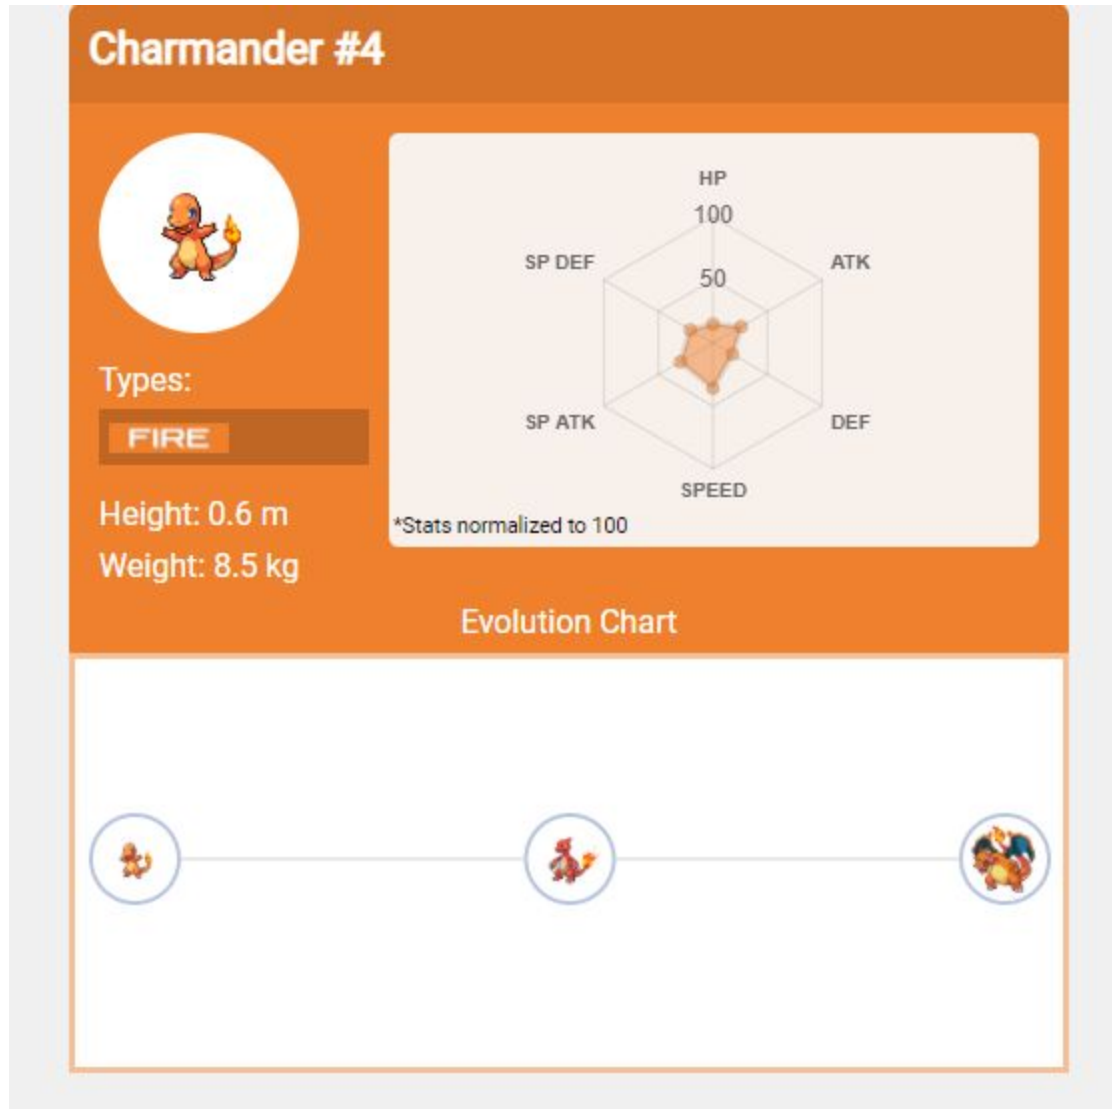 Charmander #4
Types:
FIRE
Height: 0.6 m
Weight: 8.5 kg
HP
100
50
SP DEF
ATK
SP ATK
DEF
SPEED
*Stats normalized to 100
Evolution Chart